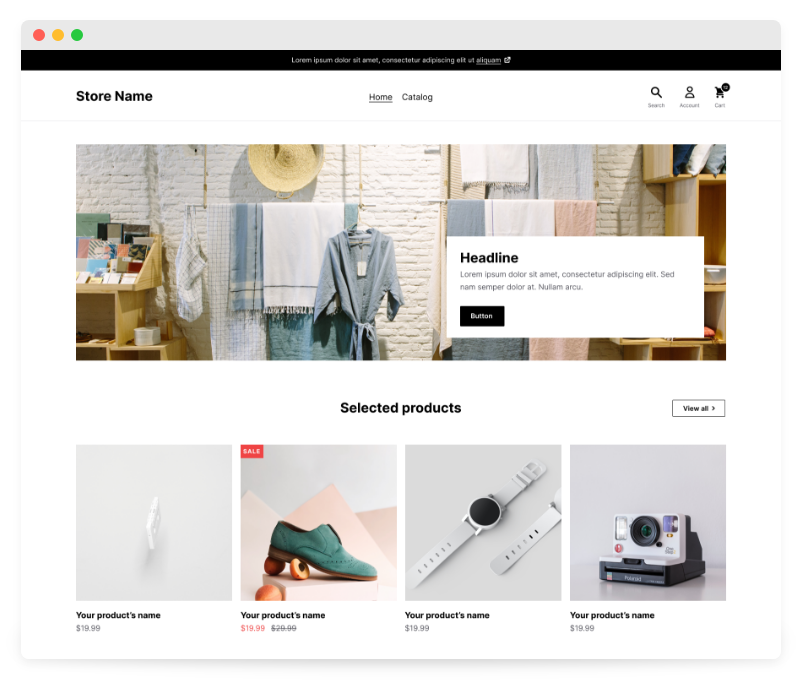 Lorem ipsum dolor sit amet, consectetur adipiscing elit ut aliquam
Store Name
Home Catalog
Search Account Cart
Headline
Lorem ipsum dolor sit amet, consectetur adipiscing elit. Sed
nam semper dolor at. Nullam arcu.
Button
Selected products
View all
SALE
Polaroid
Your product's name
$19.99
Your product's name
$19.99 $29.99
Your product's name
$19.99
Your product's name
$19.99